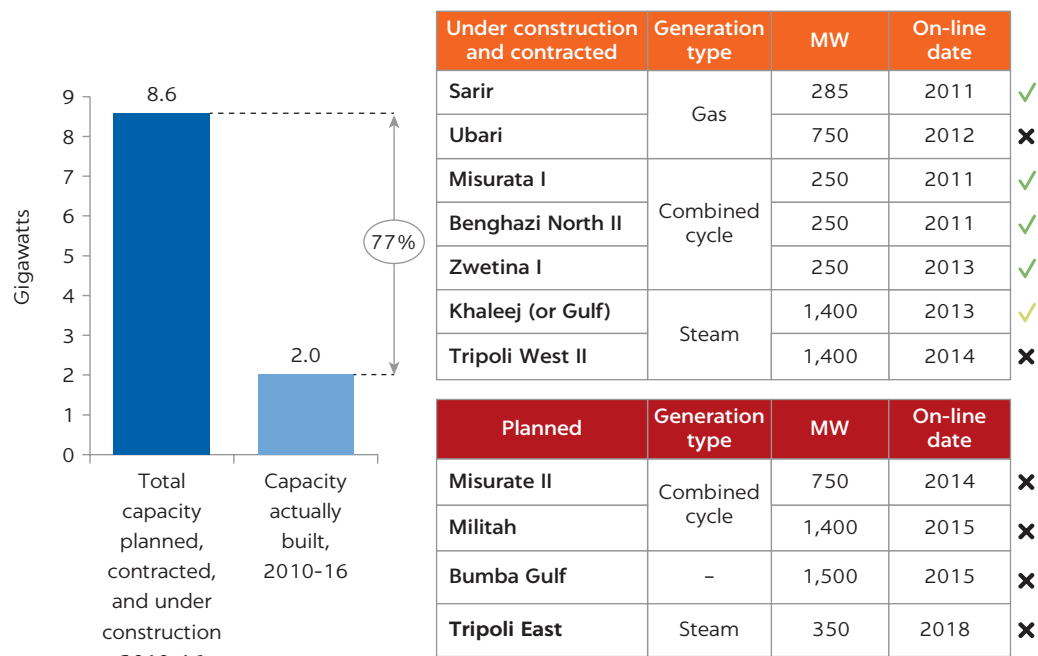 Gigawatts
9
8
7
6
5
4
3
2
1
0
8.6
2.0
77%
Total
capacity
planned,
contracted,
and under
construction
2010-16
Capacity
actually
built,
2010-16
Under construction and contracted Generation type MW On-line date
Sarir Gas 285 2011 ✓
Ubari 750 2012 ✗
Misurata I Combined cycle 250 2011 ✓
Benghazi North II 250 2011 ✓
Zwetina I 250 2013 ✓
Khaleej (or Gulf) Steam 1,400 2013 ✓
Tripoli West II 1,400 2014 ✗
Planned Generation type MW On-line date
Misurate II Combined cycle 750 2014 ✗
Militah 1,400 2015 ✗
Bumba Gulf – 1,500 2015 ✗
Tripoli East Steam 350 2018 ✗